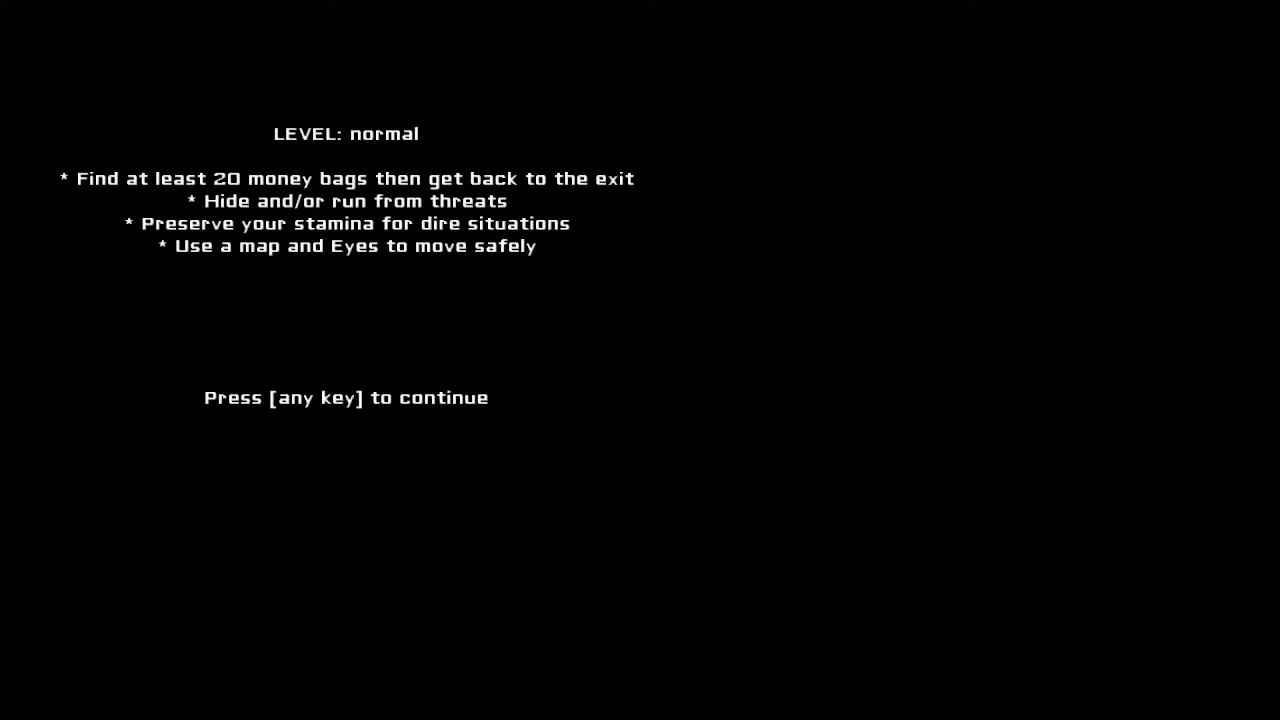 LEVEL: normal
* Find at least 20 money bags then get back to the exit
* Hide and/or run from threats
* Preserve your stamina for dire situations
* Use a map and Eyes to move safely
Press [any key] to continue